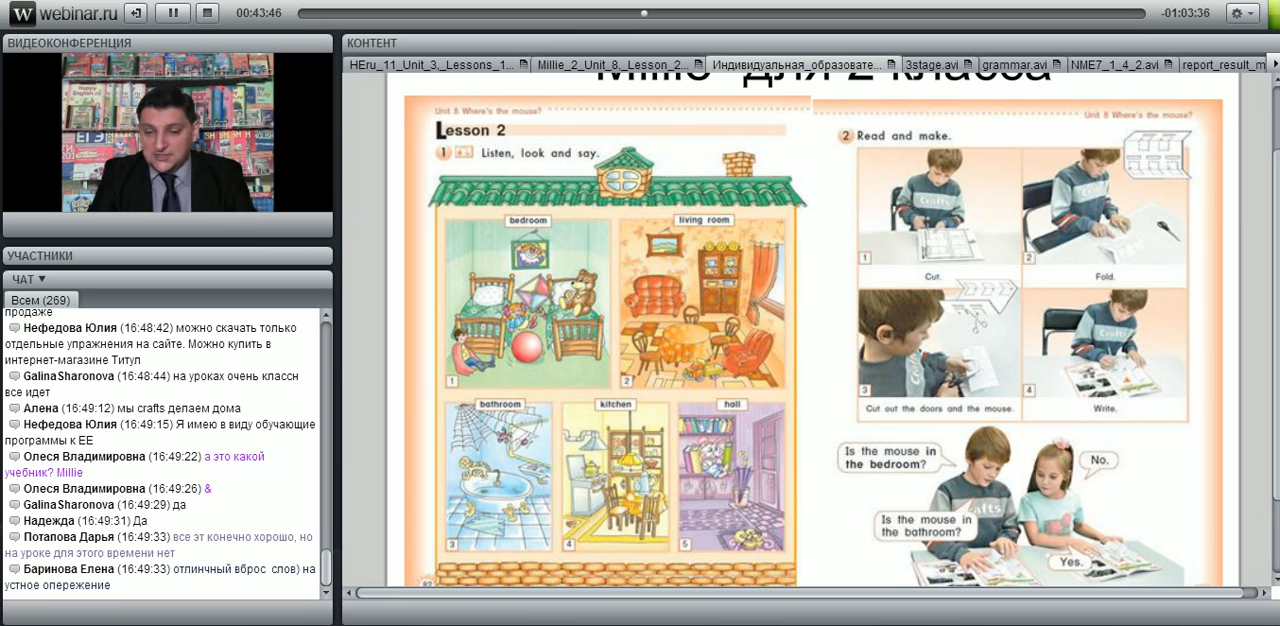 webinar.ru
00:43:46
-01:03:36
ВИДЕОКОНФЕРЕНЦИЯ
УЧАСТНИКИ
ЧАТ
Всем (269)
продаже
Нефедова Юлия (16:48:42) можно скачать только
отдельные упражнения на сайте. Можно купить в
интернет-магазине Титул
GalinaSharonova (16:48:44) на уроках очень классн
все идет
Алена (16:49:12) мы crafts делаем дома
Нефедова Юлия (16:49:15) Я имею в виду обучающие
программы к ЕЕ
Олеся Владимировна (16:49:22) а это какой
учебник? Millie
Олеся Владимировна (16:49:26) &
GalinaSharonova (16:49:29) да
Надежда (16:49:31) Да
Потапова Дарья (16:49:33) все эт конечно хорошо, но
на уроке для этого времени нет
Баринова Елена (16:49:33) отлинчный вброс слов) на
устное опережение
КОНТЕНТ
HEru_11_Unit_3,_Lessons_1...
Millie_2_Unit_8,_Lesson_2...
Индивидуальная_образовате...
3stage.avi
grammar.avi
NME7_1_4_2.avi
report_result_m
Millie" для 2 класса
Unit 8 Where's the mouse?
Lesson 2
1 Listen, look and say.
bedroom
living room
1
2
bathroom
kitchen
hall
3
4
5
82
Unit 8 Where's the mouse?
2 Read and make.
Crafts
1
2
Cut.
Fold.
Crafts
3
4
Cut out the doors and the mouse.
Write.
Is the mouse in
the bedroom?
No.
Is the mouse in
the bathroom?
Yes.